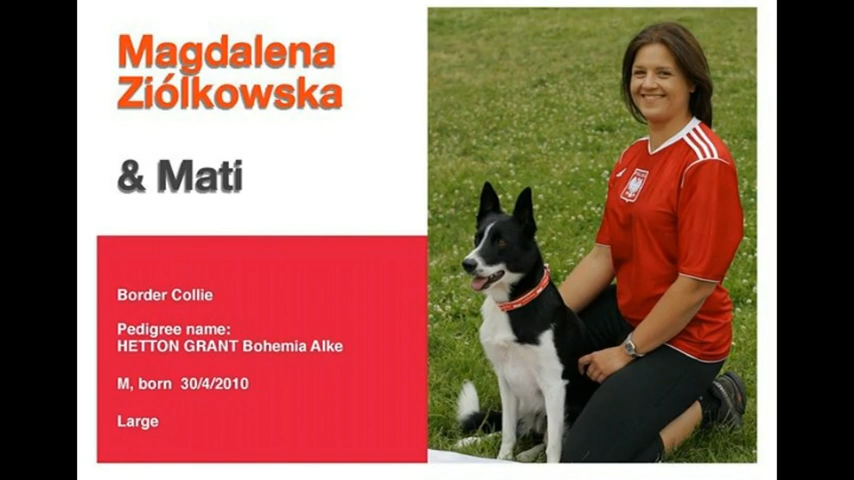 Magdalena
Ziólkowska
& Mati
Border Collie
Pedigree name:
HETTON GRANT Bohemia Alke
M, born 30/4/2010
Large